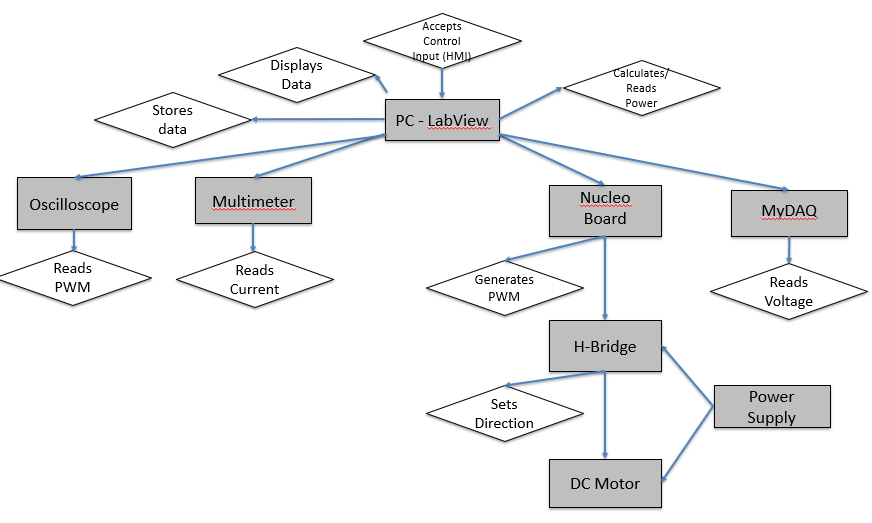 Accepts
Control
Input (HMI)
Displays
Data
Calculates/
Reads
Power
Stores
data
PC - LabView
Oscilloscope
Multimeter
Nucleo
Board
MyDAQ
Reads
PWM
Reads
Current
Generates
PWM
Reads
Voltage
H-Bridge
Sets
Direction
Power
Supply
DC Motor